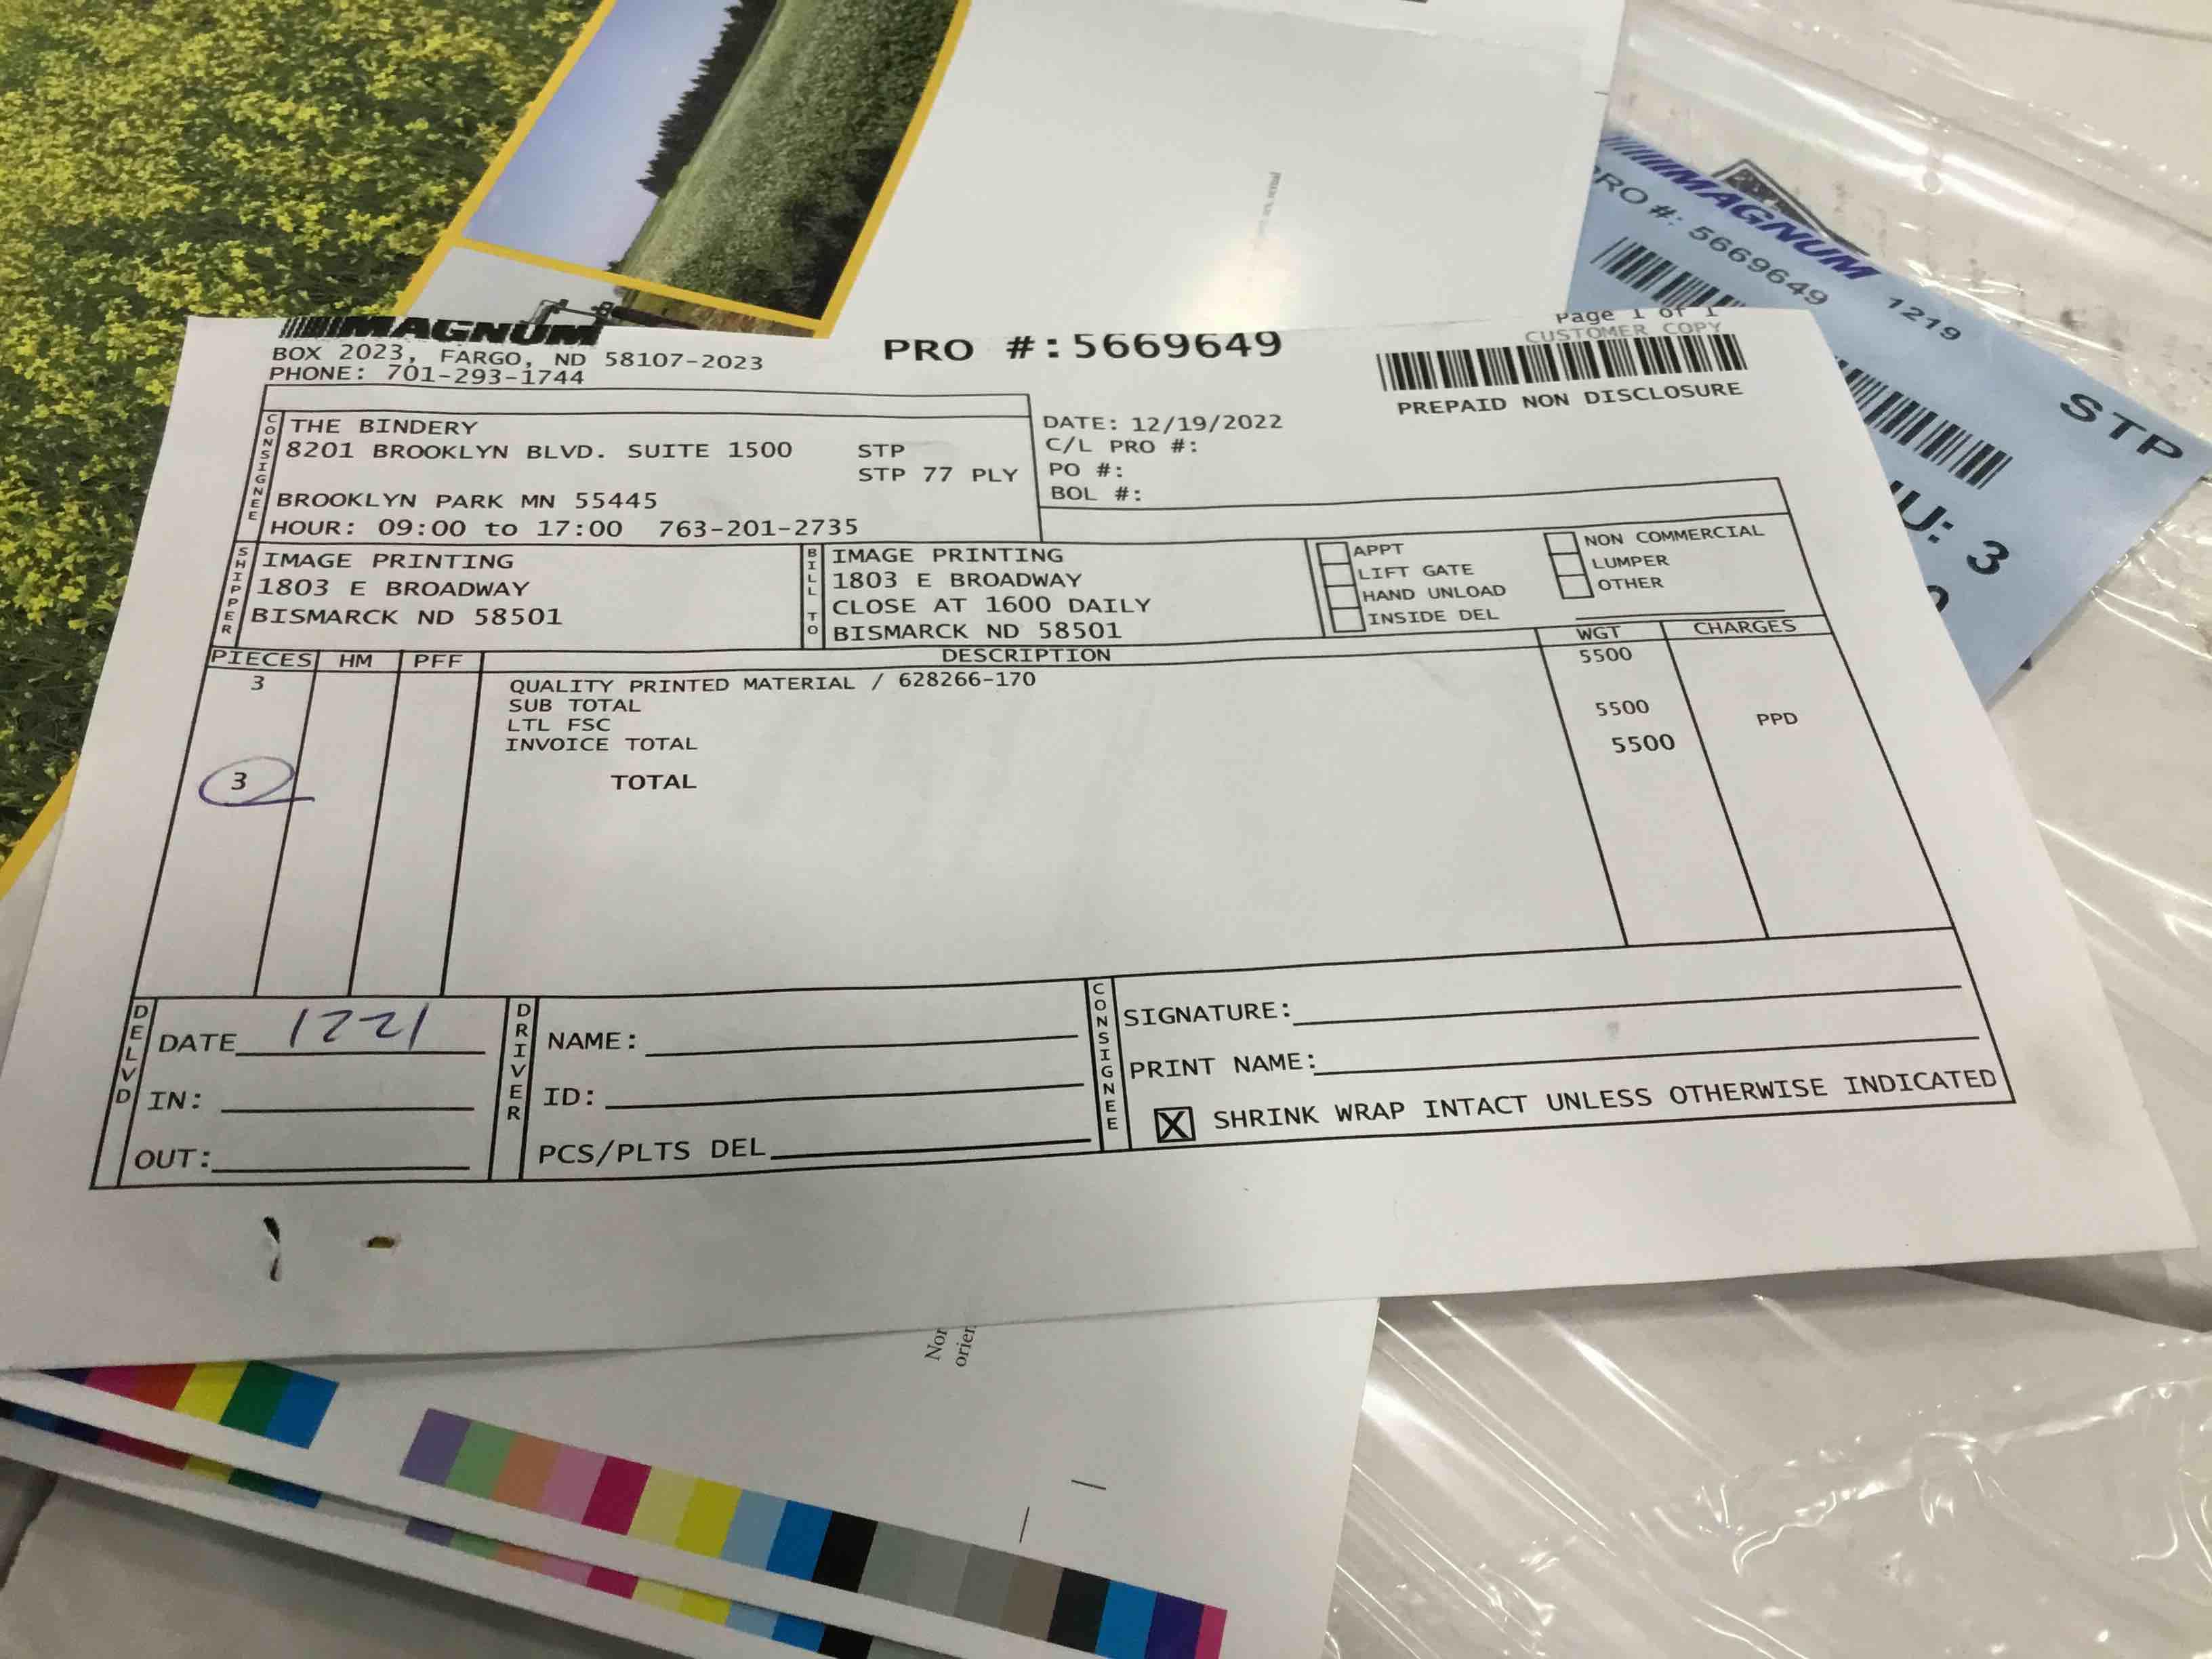 MAGNUM
BOX 2023, FARGO, ND 58107-2023
PHONE: 701-293-1744
PRO #:5669649
Page 1 of 1
CUSTOMER COPY
PREPAID NON DISCLOSURE
CONSIGNEE
THE BINDERY
8201 BROOKLYN BLVD. SUITE 1500 STP
STP 77 PLY
BROOKLYN PARK MN 55445
HOUR: 09:00 to 17:00 763-201-2735
DATE: 12/19/2022
C/L PRO #:
PO #:
BOL #:
SHIPPER
IMAGE PRINTING
1803 E BROADWAY
BISMARCK ND 58501
BILL TO
IMAGE PRINTING
1803 E BROADWAY
CLOSE AT 1600 DAILY
BISMARCK ND 58501
APPT
LIFT GATE
HAND UNLOAD
INSIDE DEL
NON COMMERCIAL
LUMPER
OTHER
PIECES HM PFF DESCRIPTION WGT CHARGES
3 QUALITY PRINTED MATERIAL / 628266-170 5500
SUB TOTAL 5500
LTL FSC
INVOICE TOTAL PPD
3 TOTAL 5500
DELVD
DATE 1221
IN:
OUT:
DRIVER
NAME:
ID:
PCS/PLTS DEL
CONSIGNEE
SIGNATURE:
PRINT NAME:
X SHRINK WRAP INTACT UNLESS OTHERWISE INDICATED
MAGNUM
PRO #: 5669649 1219
STP
U: 3
Nor
orier